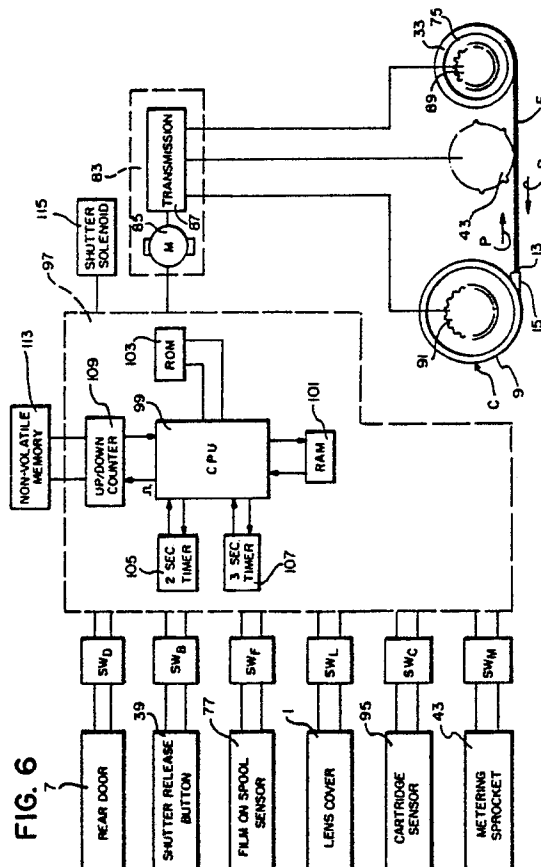 FIG. 6
REAR DOOR
7
SWD
SHUTTER RELEASE
BUTTON
39
SWB
FILM ON SPOOL
SENSOR
77
SWF
LENS COVER
1
SWL
CARTRIDGE
SENSOR
95
SWC
METERING
SPROCKET
43
SWM
NON-VOLATILE
MEMORY
113
UP/DOWN
COUNTER
109
97
2 SEC.
TIMER
105
3 SEC.
TIMER
107
CPU
99
ROM
103
RAM
101
SHUTTER
SOLENOID
115
83
M
85
TRANSMISSION
87
91
C
9
15
13
P
R
43
5
89
33
75